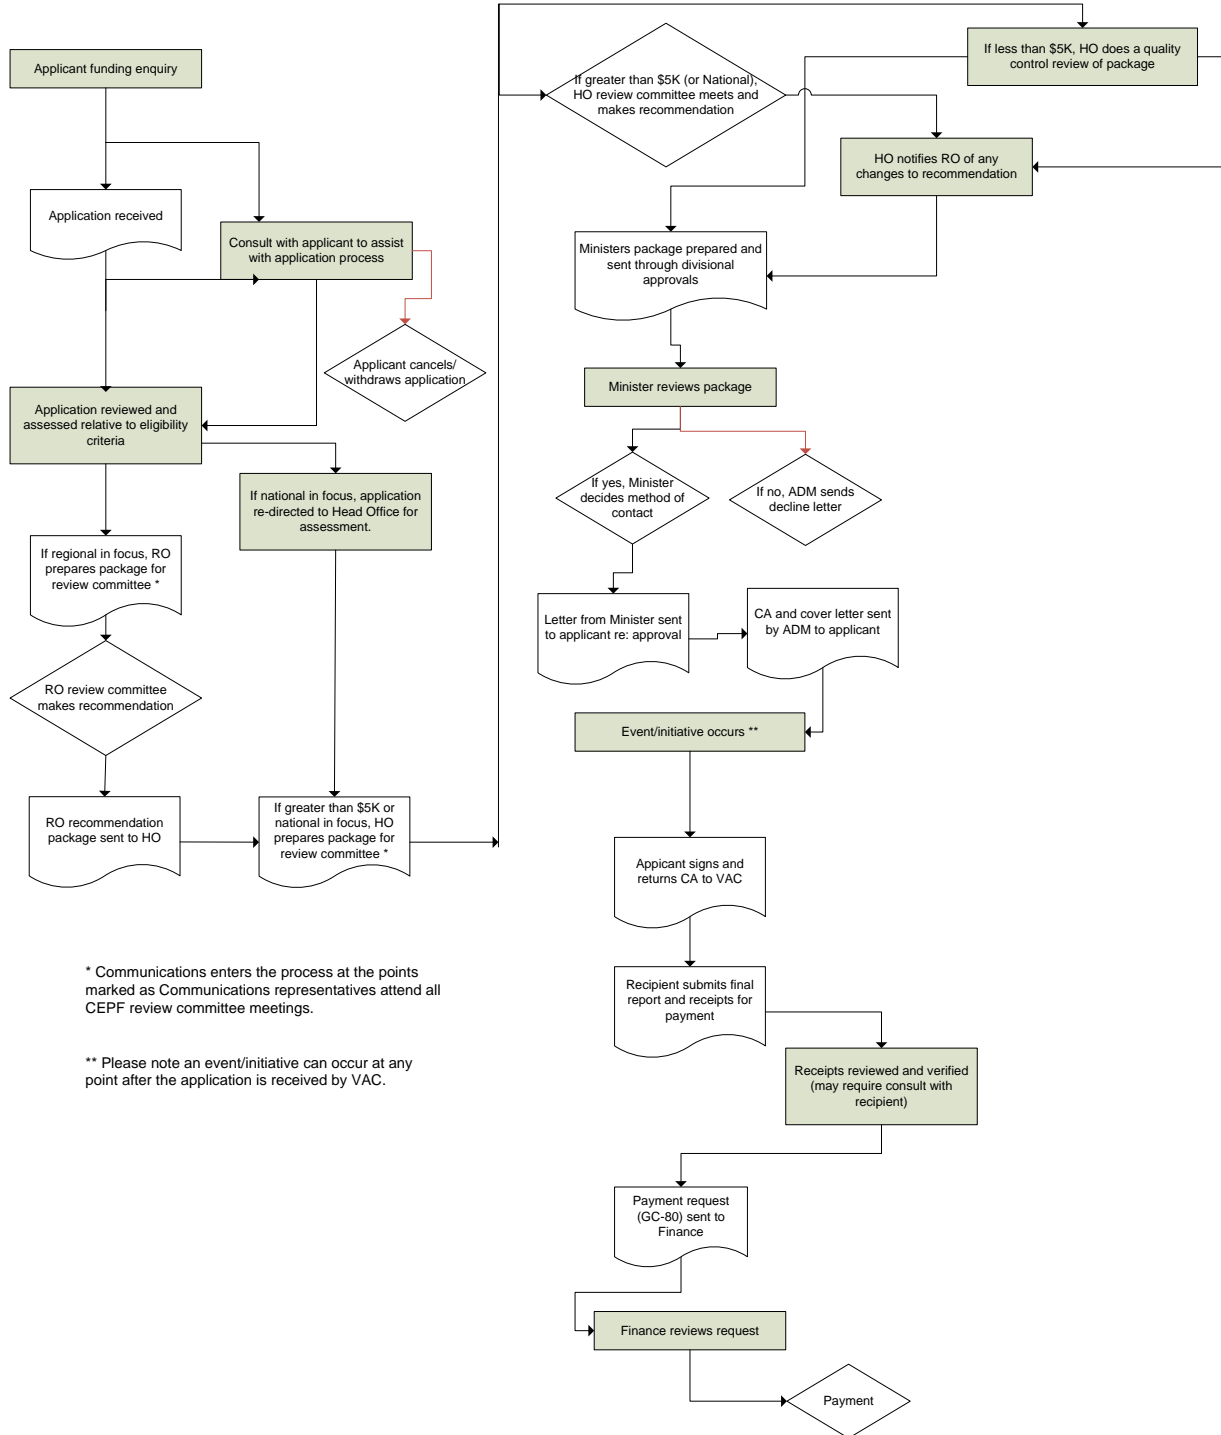 Applicant funding enquiry
Application received
Consult with applicant to assist
with application process
Applicant cancels/
withdraws application
Application reviewed and
assessed relative to eligibility
criteria
If national in focus, application
re-directed to Head Office for
assessment.
If regional in focus, RO
prepares package for
review committee *
RO review committee
makes recommendation
RO recommendation
package sent to HO
If greater than $5K or
national in focus, HO
prepares package for
review committee *
* Communications enters the process at the points
marked as Communications representatives attend all
CEPF review committee meetings.
** Please note an event/initiative can occur at any
point after the application is received by VAC.
If greater than $5K (or National),
HO review committee meets and
makes recommendation
If less than $5K, HO does a quality
control review of package
HO notifies RO of any
changes to recommendation
Ministers package prepared and
sent through divisional
approvals
Minister reviews package
If yes, Minister
decides method of
contact
If no, ADM sends
decline letter
Letter from Minister sent
to applicant re: approval
CA and cover letter sent
by ADM to applicant
Event/initiative occurs **
Appicant signs and
returns CA to VAC
Recipient submits final
report and receipts for
payment
Receipts reviewed and verified
(may require consult with
recipient)
Payment request
(GC-80) sent to
Finance
Finance reviews request
Payment